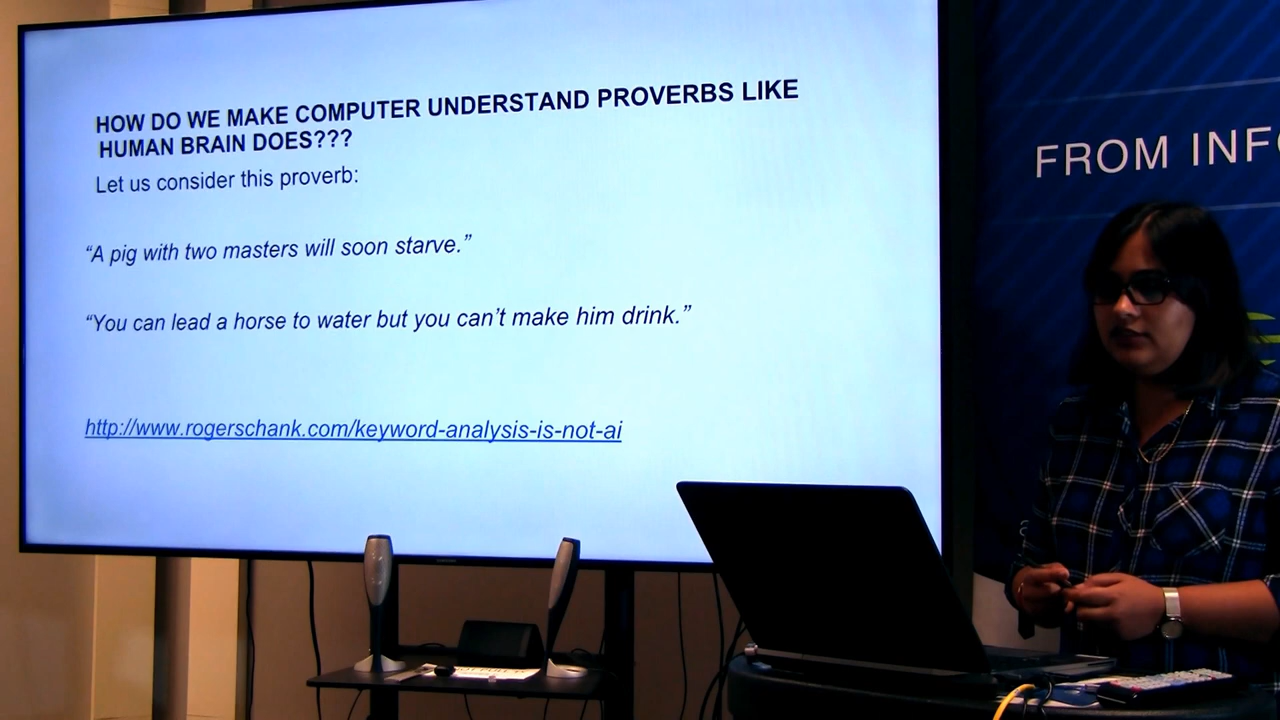 HOW DO WE MAKE COMPUTER UNDERSTAND PROVERBS LIKE
HUMAN BRAIN DOES???
Let us consider this proverb:
“A pig with two masters will soon starve.”
“You can lead a horse to water but you can’t make him drink.”
http://www.rogerschank.com/keyword-analysis-is-not-ai
FROM INFO